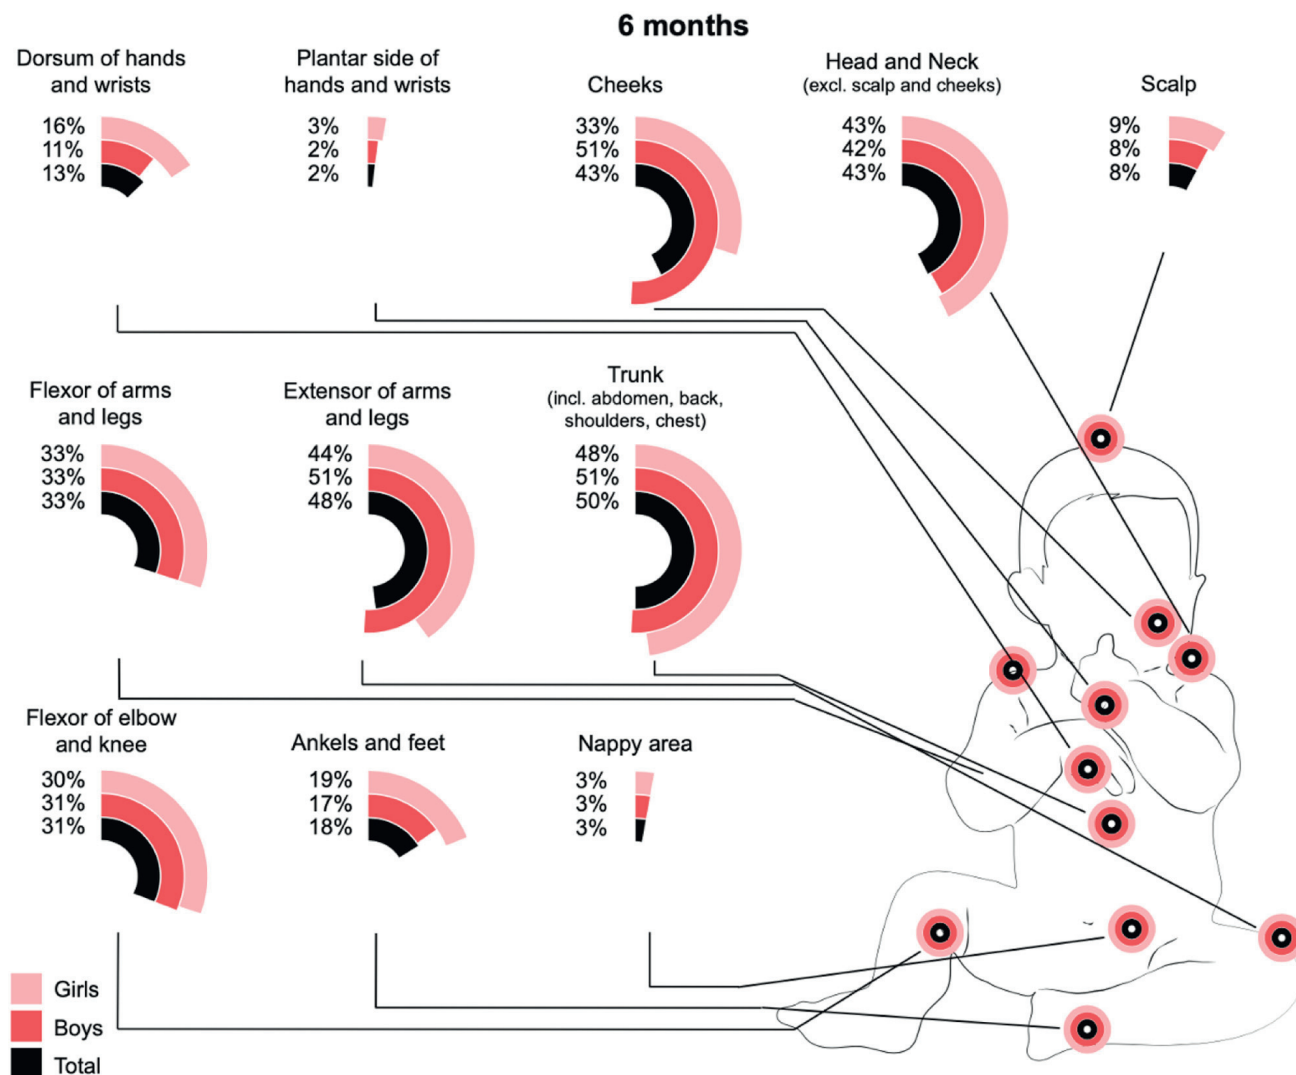 6 months
Dorsum of hands
and wrists
16%
11%
13%
Plantar side of
hands and wrists
3%
2%
2%
Cheeks
33%
51%
43%
Head and Neck
(excl. scalp and cheeks)
43%
42%
43%
Scalp
9%
8%
8%
Flexor of arms
and legs
33%
33%
33%
Extensor of arms
and legs
44%
51%
48%
Trunk
(incl. abdomen, back,
shoulders, chest)
48%
51%
50%
Flexor of elbow
and knee
30%
31%
31%
Ankels and feet
19%
17%
18%
Nappy area
3%
3%
3%
Girls
Boys
Total